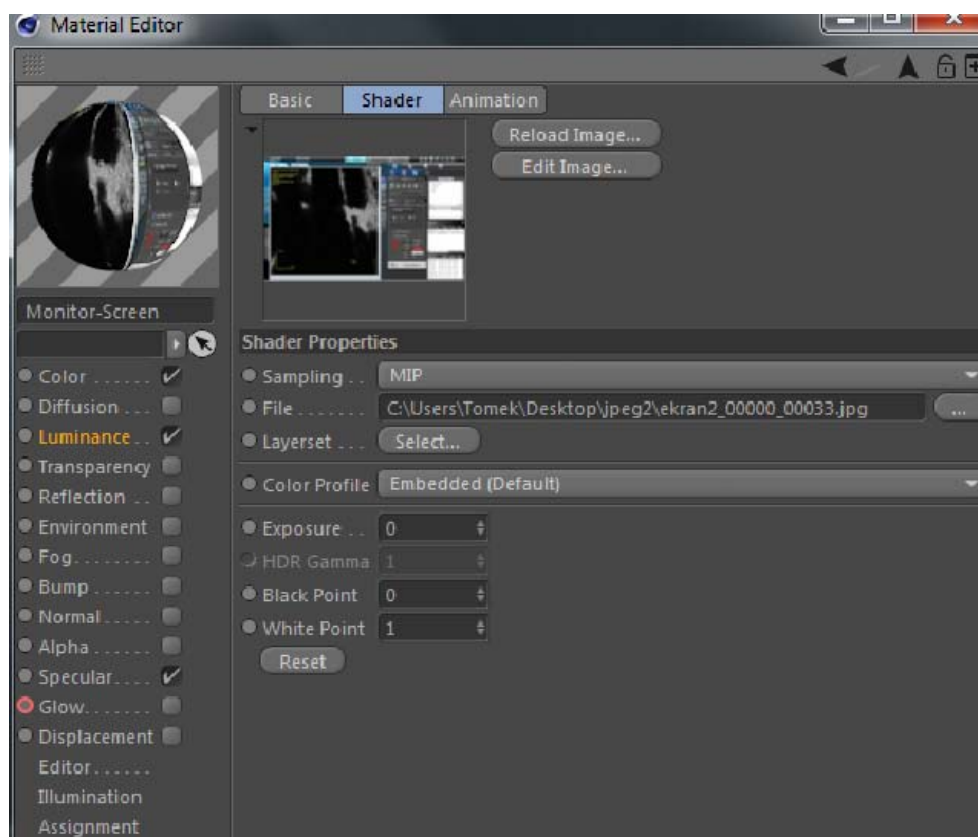 Material Editor
Basic Shader Animation
Reload Image...
Edit Image...
Monitor-Screen
Shader Properties
Color ...... Sampling .. MIP
Diffusion ... File ....... C:\Users\Tomek\Desktop\jpeg2\ekran2_00000_00033.jpg ...
Luminance .. Layerset ... Select...
Transparency
Reflection .. Color Profile Embedded (Default)
Environment Exposure .. 0
Fog........ HDR Gamma 1
Bump ...... Black Point 0
Normal ..... White Point 1
Alpha ......
Specular.... Reset
Glow.......
Displacement
Editor......
Illumination
Assignment